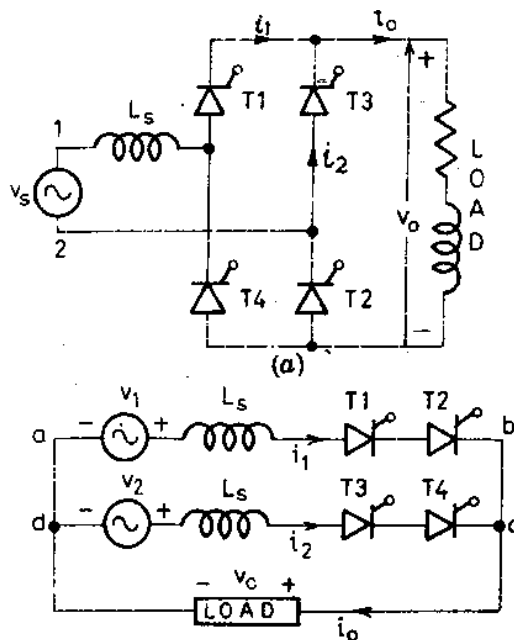 i1 io
+
T1 T3
Ls
1
i2
vs
vo
LOAD
2
T4 T2
−
(a)
v1 Ls T1 T2
a − + b
i1
v2 Ls T3 T4
d − + c
i2
− vo +
LOAD
io